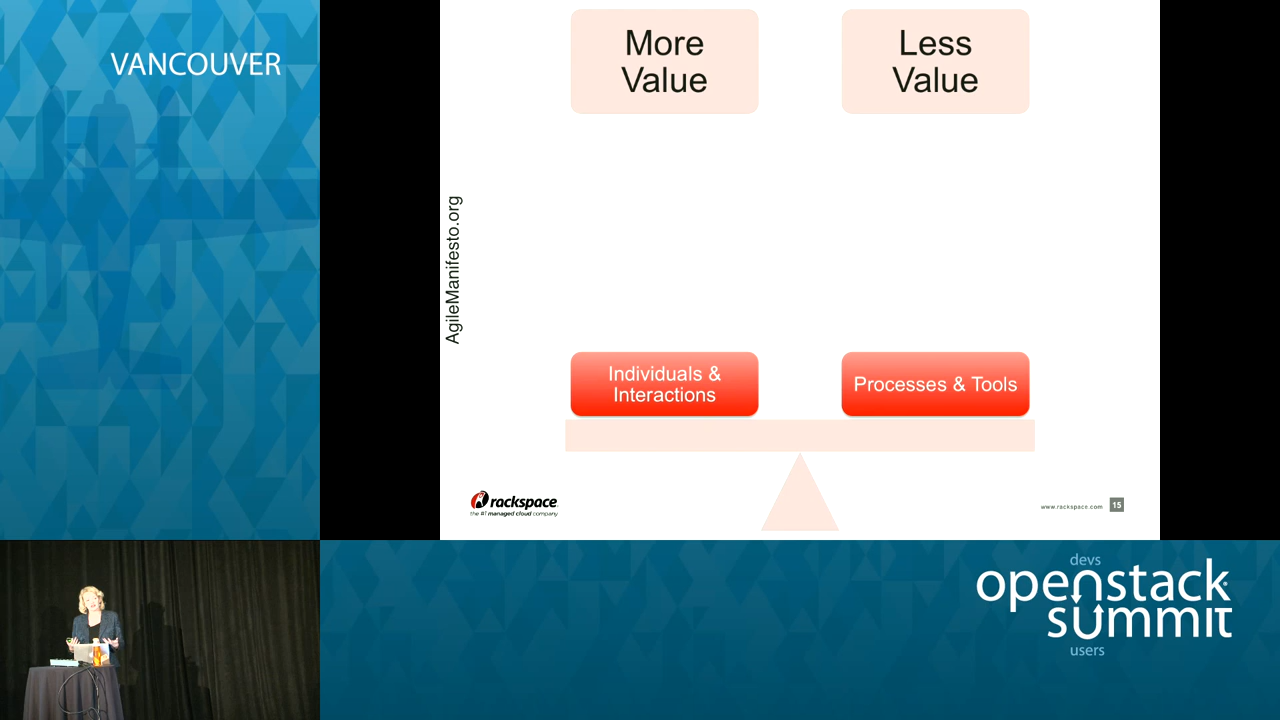 VANCOUVER
More
Value
Less
Value
AgileManifesto.org
Individuals &
Interactions
Processes & Tools
rackspace
the #1 managed cloud company
www.rackspace.com 15
devs
openstack
summit
users